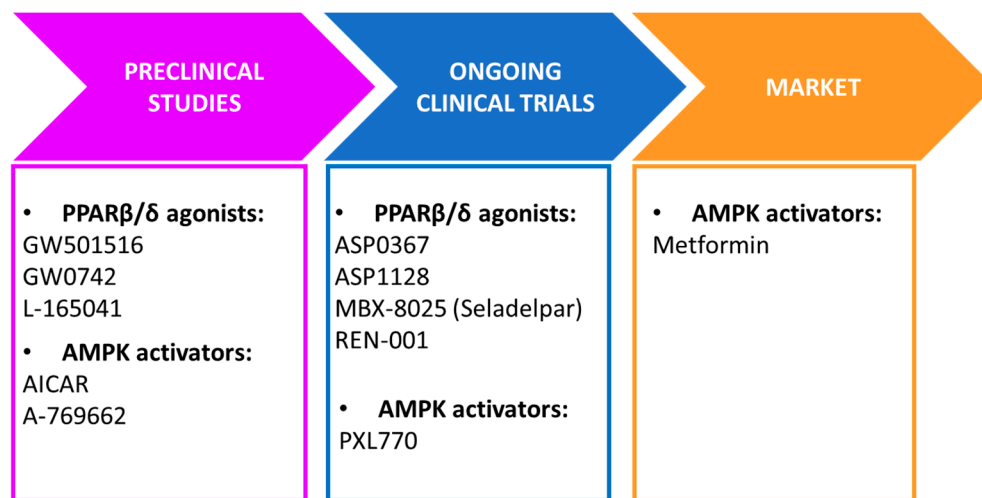 PRECLINICAL
STUDIES
ONGOING
CLINICAL TRIALS
MARKET
• PPARβ/δ agonists:
GW501516
GW0742
L-165041
• AMPK activators:
AICAR
A-769662
• PPARβ/δ agonists:
ASP0367
ASP1128
MBX-8025 (Seladelpar)
REN-001
• AMPK activators:
PXL770
• AMPK activators:
Metformin